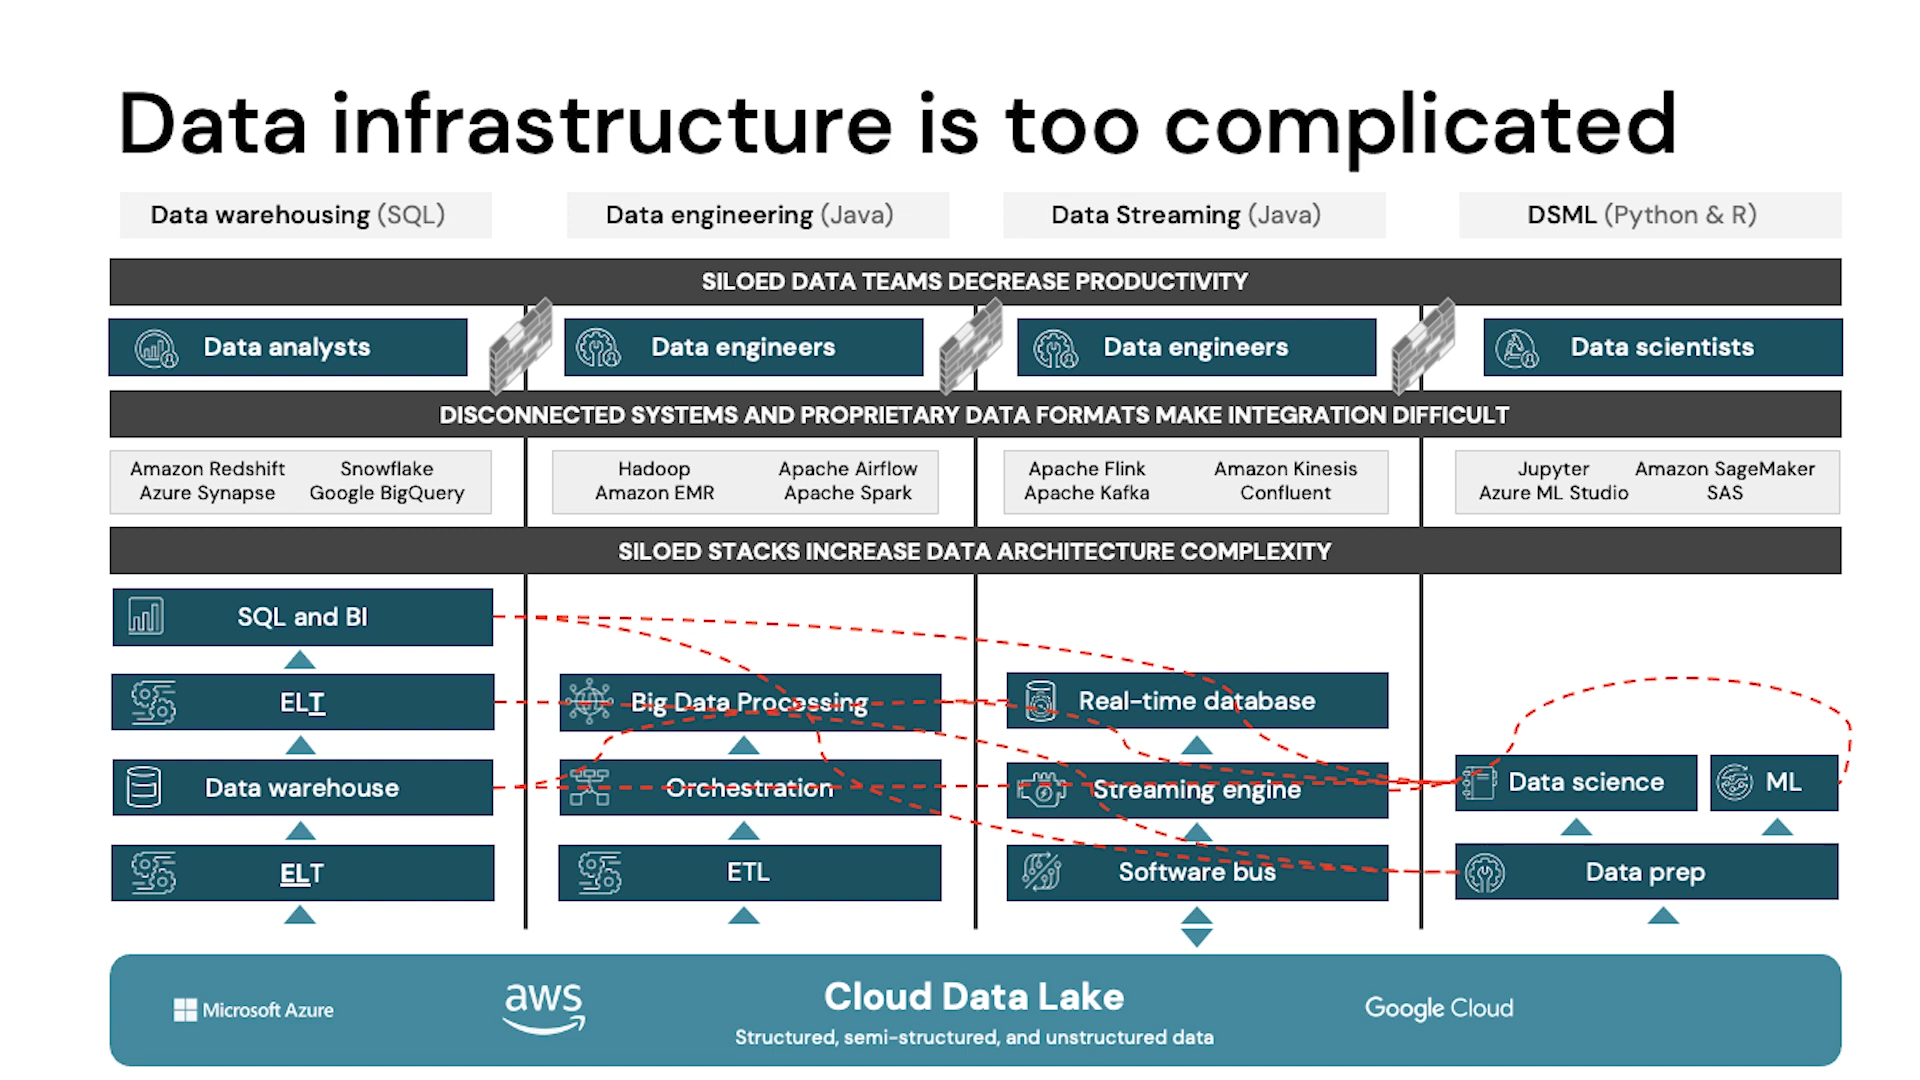 Data infrastructure is too complicated
Data warehousing (SQL)
Data engineering (Java)
Data Streaming (Java)
DSML (Python & R)
SILOED DATA TEAMS DECREASE PRODUCTIVITY
Data analysts
Data engineers
Data engineers
Data scientists
DISCONNECTED SYSTEMS AND PROPRIETARY DATA FORMATS MAKE INTEGRATION DIFFICULT
Amazon Redshift
Azure Synapse
Snowflake
Google BigQuery
Hadoop
Amazon EMR
Apache Airflow
Apache Spark
Apache Flink
Apache Kafka
Amazon Kinesis
Confluent
Jupyter
Azure ML Studio
Amazon SageMaker
SAS
SILOED STACKS INCREASE DATA ARCHITECTURE COMPLEXITY
SQL and BI
ELT
Data warehouse
ELT
Big Data Processing
Orchestration
ETL
Real-time database
Streaming engine
Software bus
Data science
ML
Data prep
Microsoft Azure
aws
Cloud Data Lake
Structured, semi-structured, and unstructured data
Google Cloud